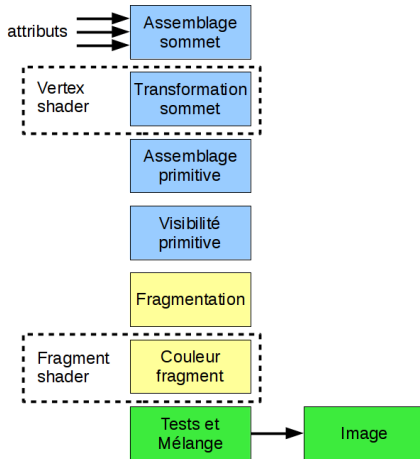 attributs
Assemblage
sommet
Vertex
shader
Transformation
sommet
Assemblage
primitive
Visibilité
primitive
Fragmentation
Fragment
shader
Couleur
fragment
Tests et
Mélange
Image